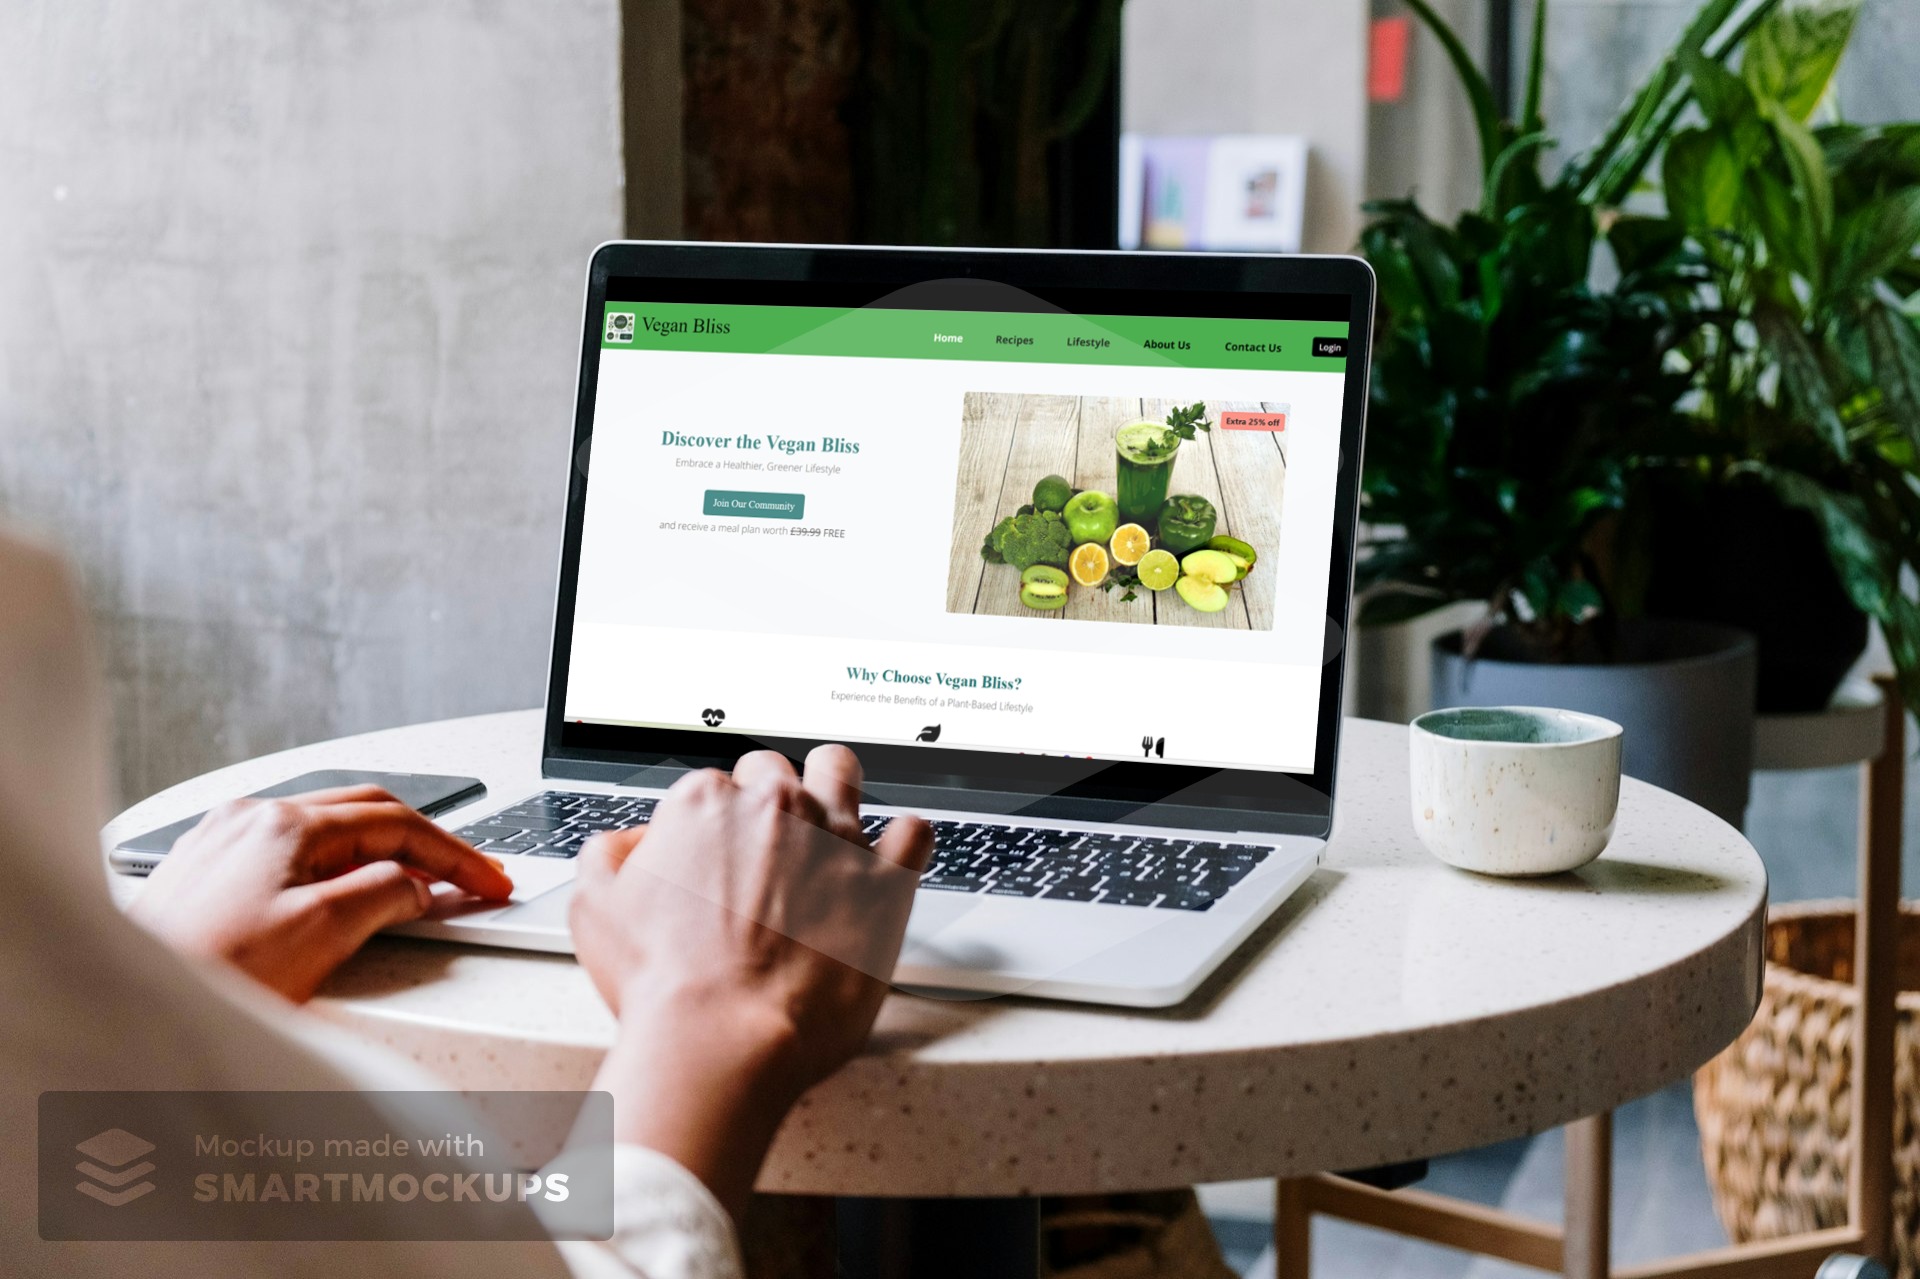 Vegan Bliss
Home Recipes Lifestyle About Us Contact Us Login
Extra 25% off
Discover the Vegan Bliss
Embrace a Healthier, Greener Lifestyle
Join Our Community
and receive a meal plan worth £39.99 FREE
Why Choose Vegan Bliss?
Experience the Benefits of a Plant-Based Lifestyle
command option
Mockup made with
SMARTMOCKUPS